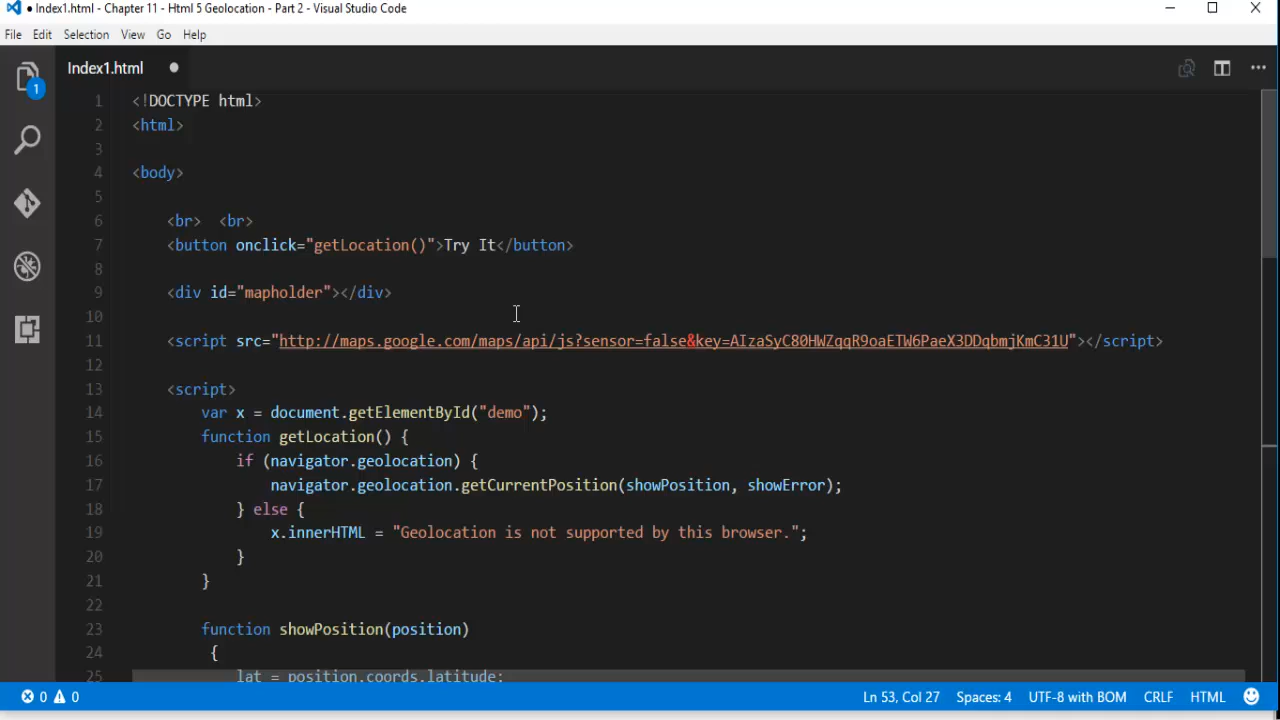 ● Index1.html - Chapter 11 - Html 5 Geolocation - Part 2 - Visual Studio Code
File Edit Selection View Go Help
1
Index1.html ●
1 <!DOCTYPE html>
2 <html>
3
4 <body>
5
6 <br> <br>
7 <button onclick="getLocation()">Try It</button>
8
9 <div id="mapholder"></div>
10
11 <script src="http://maps.google.com/maps/api/js?sensor=false&key=AIzaSyC80HWZqqR9oaETW6PaeX3DDqbmjKmC31U"></script>
12
13 <script>
14 var x = document.getElementById("demo");
15 function getLocation() {
16 if (navigator.geolocation) {
17 navigator.geolocation.getCurrentPosition(showPosition, showError);
18 } else {
19 x.innerHTML = "Geolocation is not supported by this browser.";
20 }
21 }
22
23 function showPosition(position)
24 {
25 lat = position.coords.latitude;
0 0 Ln 53, Col 27 Spaces: 4 UTF-8 with BOM CRLF HTML